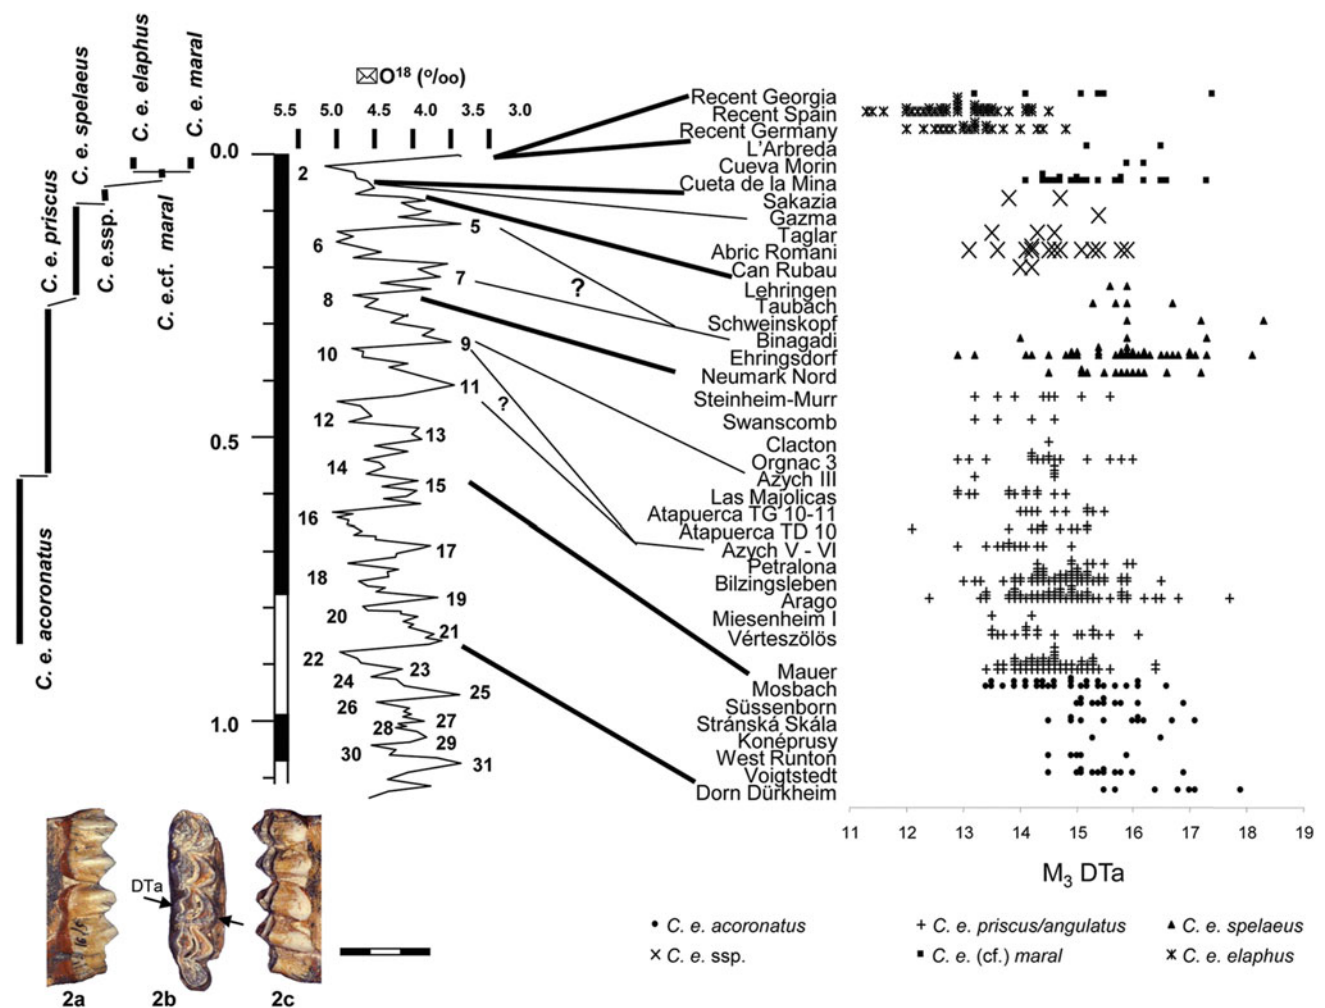 C. e. acoronatus
C. e. priscus
C. e. spelaeus
C. e.ssp.
C. e. elaphus
C. e.cf. maral
C. e. maral
O¹⁸ (º/₀₀)
5.5 5.0 4.5 4.0 3.5 3.0
0.0
0.5
1.0
2
5
6
7
8
9
10
11
12
13
14
15
16
17
18
19
20
21
22
23
24
25
26
27
28
29
30
31
?
?
Recent Georgia
Recent Spain
Recent Germany
L'Arbreda
Cueva Morin
Cueta de la Mina
Sakazia
Gazma
Taglar
Abric Romani
Can Rubau
Lehringen
Taubach
Schweinskopf
Binagadi
Ehringsdorf
Neumark Nord
Steinheim-Murr
Swanscomb
Clacton
Orgnac 3
Azych III
Las Majolicas
Atapuerca TG 10-11
Atapuerca TD 10
Azych V - VI
Petralona
Bilzingsleben
Arago
Miesenheim I
Vérteszölös
Mauer
Mosbach
Süssenborn
Stránská Skála
Konéprusy
West Runton
Voigtstedt
Dorn Dürkheim
11 12 13 14 15 16 17 18 19
M₃ DTa
C. e. acoronatus
C. e. priscus/angulatus
C. e. spelaeus
C. e. ssp.
C. e. (cf.) maral
C. e. elaphus
DTa
2a 2b 2c